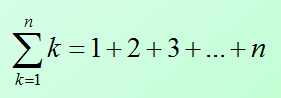 n
∑ k = 1 + 2 + 3 + ... + n
k=1